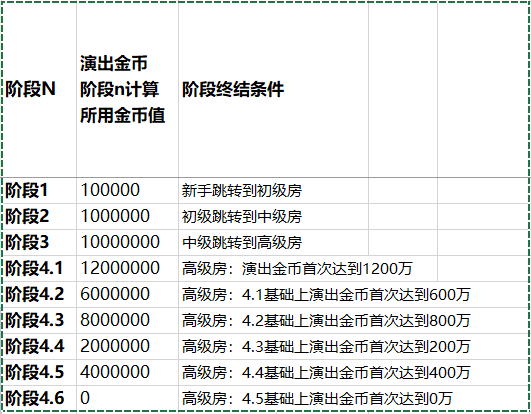 阶段N 演出金币阶段n计算所用金币值 阶段终结条件
阶段1 100000 新手跳转到初级房
阶段2 1000000 初级跳转到中级房
阶段3 10000000 中级跳转到高级房
阶段4.1 12000000 高级房：演出金币首次达到1200万
阶段4.2 6000000 高级房：4.1基础上演出金币首次达到600万
阶段4.3 8000000 高级房：4.2基础上演出金币首次达到800万
阶段4.4 2000000 高级房：4.3基础上演出金币首次达到200万
阶段4.5 4000000 高级房：4.4基础上演出金币首次达到400万
阶段4.6 0 高级房：4.5基础上演出金币首次达到0万